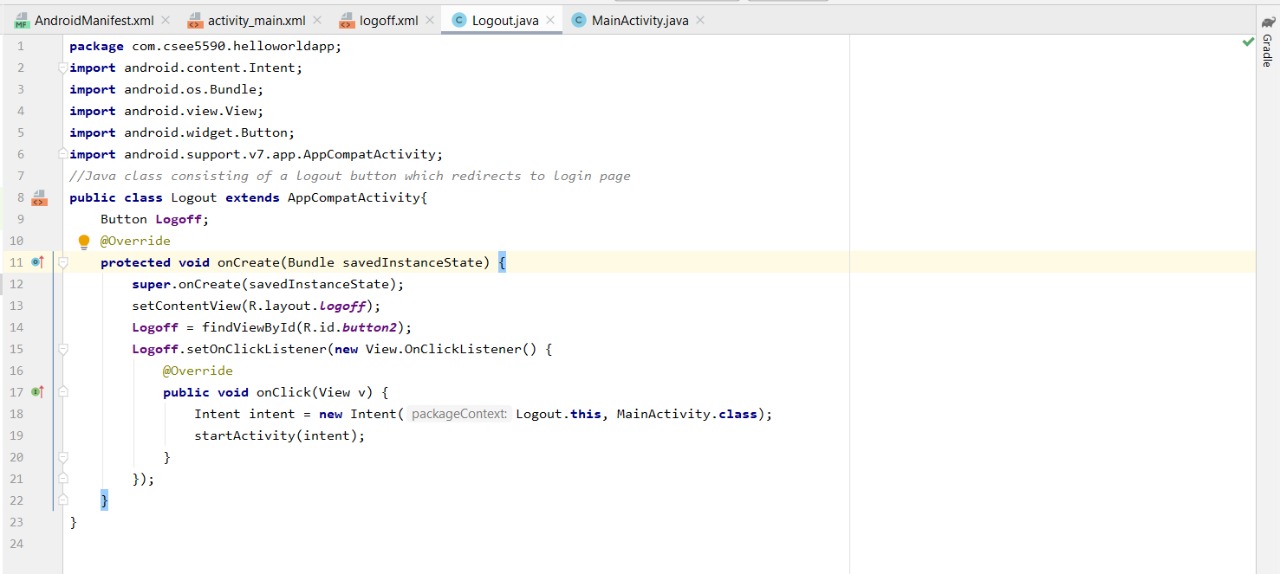 AndroidManifest.xml activity_main.xml logoff.xml Logout.java MainActivity.java
Gradle
1 package com.csee5590.helloworldapp;
2 import android.content.Intent;
3 import android.os.Bundle;
4 import android.view.View;
5 import android.widget.Button;
6 import android.support.v7.app.AppCompatActivity;
7 //Java class consisting of a logout button which redirects to login page
8 public class Logout extends AppCompatActivity{
9 Button Logoff;
10 @Override
11 protected void onCreate(Bundle savedInstanceState) {
12 super.onCreate(savedInstanceState);
13 setContentView(R.layout.logoff);
14 Logoff = findViewById(R.id.button2);
15 Logoff.setOnClickListener(new View.OnClickListener() {
16 @Override
17 public void onClick(View v) {
18 Intent intent = new Intent( packageContext: Logout.this, MainActivity.class);
19 startActivity(intent);
20 }
21 });
22 }
23 }
24